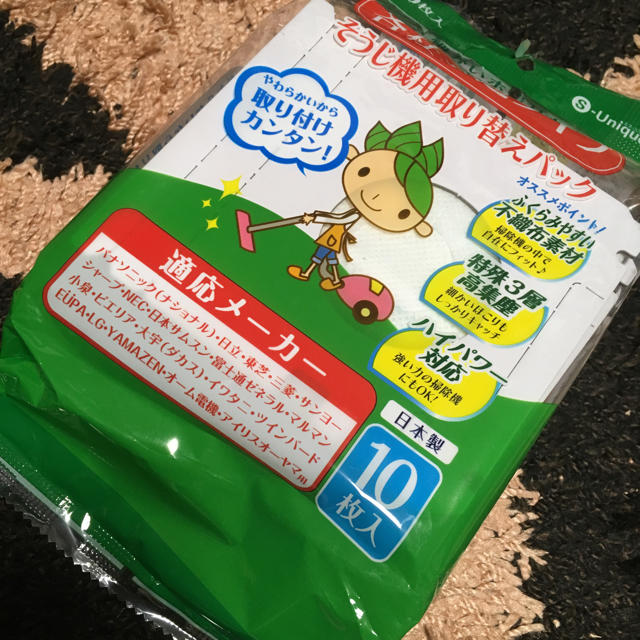 S-Unique
そうじ機用取り替えパック
やわらかいから
取り付け
カンタン!
オススメポイント!
ふくらみやすい
不織布素材
掃除機の中で
自在にフィット♪
特殊3層
高集塵
細かいほこりも
しっかりキャッチ
ハイパワー
対応
強い力の掃除機
にもOK!
適応メーカー
パナソニック(ナショナル)・日立・東芝・三菱・サンヨー
シャープ・NEC・日本サムスン・富士通ゼネラル・フルマン
小泉・ビエリア・大宇(ダカス)・イワタニ・ツインバード
EUPA・LG・YAMAZEN・オーム電機・アイリスオーヤマ用
日本製
10
枚入